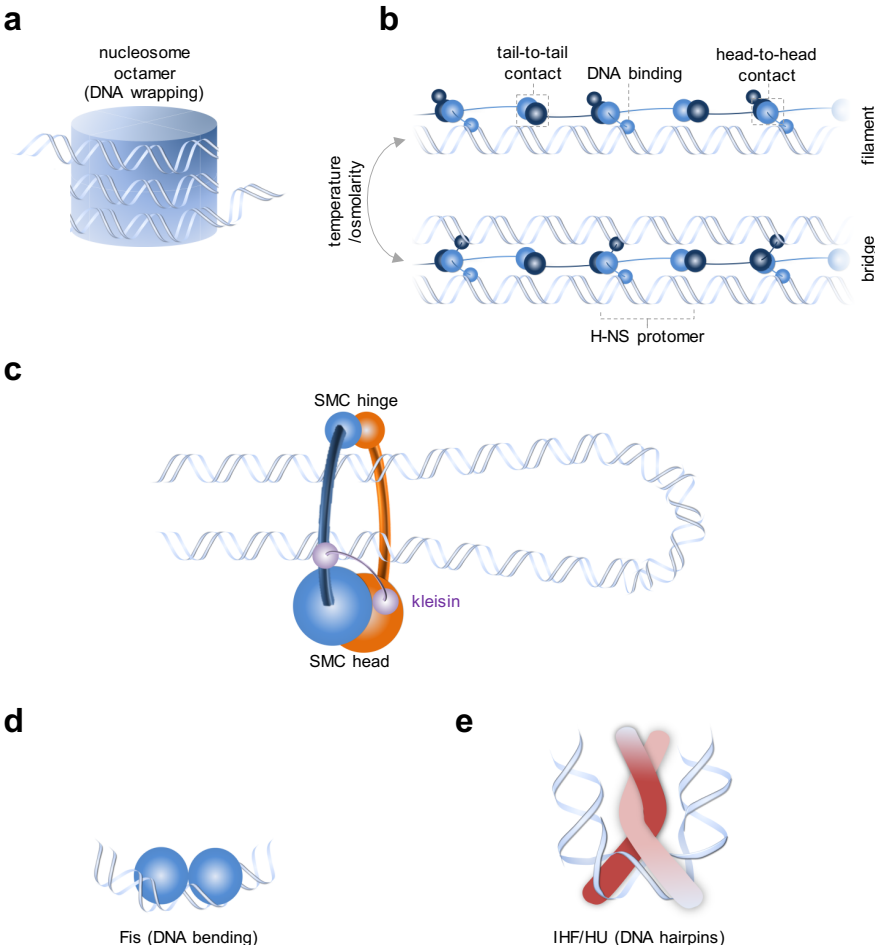 a
nucleosome
octamer
(DNA wrapping)
b
tail-to-tail
contact
DNA binding
head-to-head
contact
filament
temperature
/osmolarity
bridge
H-NS protomer
c
SMC hinge
kleisin
SMC head
d
Fis (DNA bending)
e
IHF/HU (DNA hairpins)